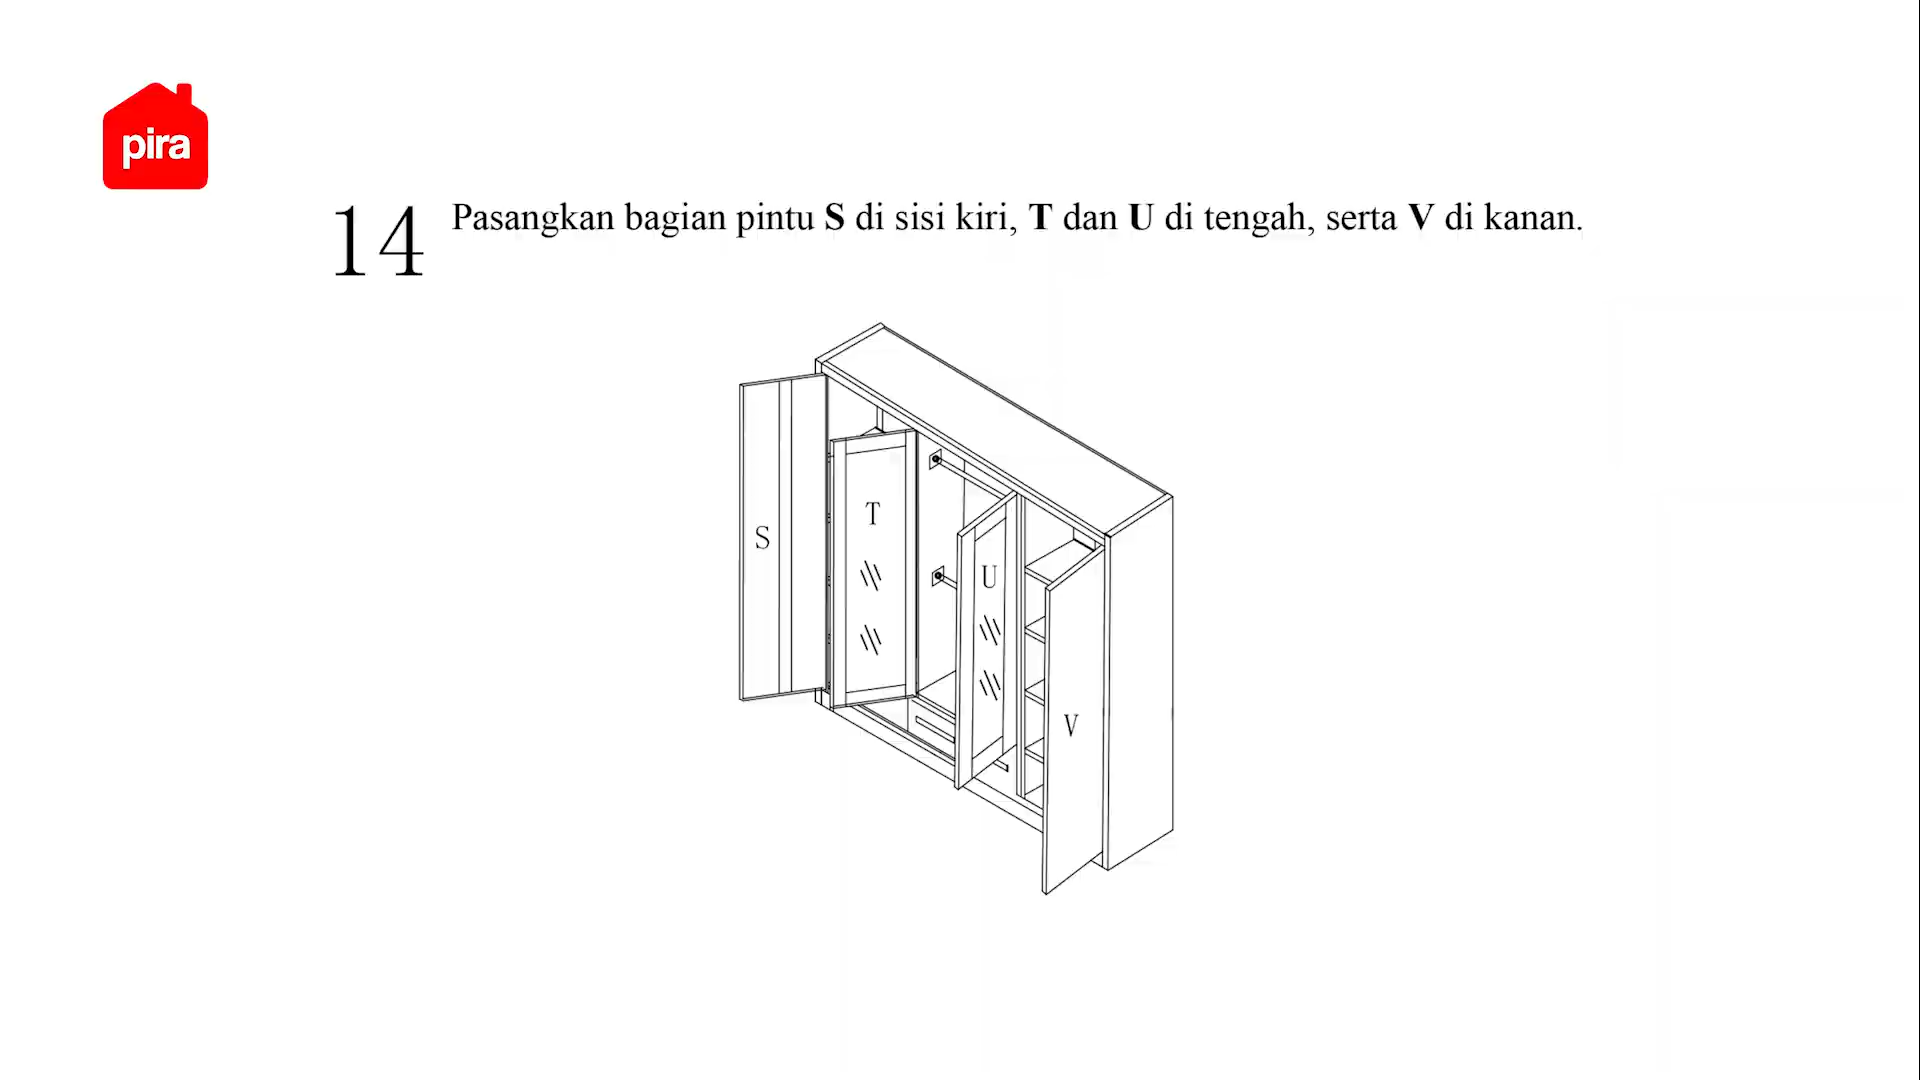 pira
14 Pasangkan bagian pintu S di sisi kiri, T dan U di tengah, serta V di kanan.
S
T
U
V